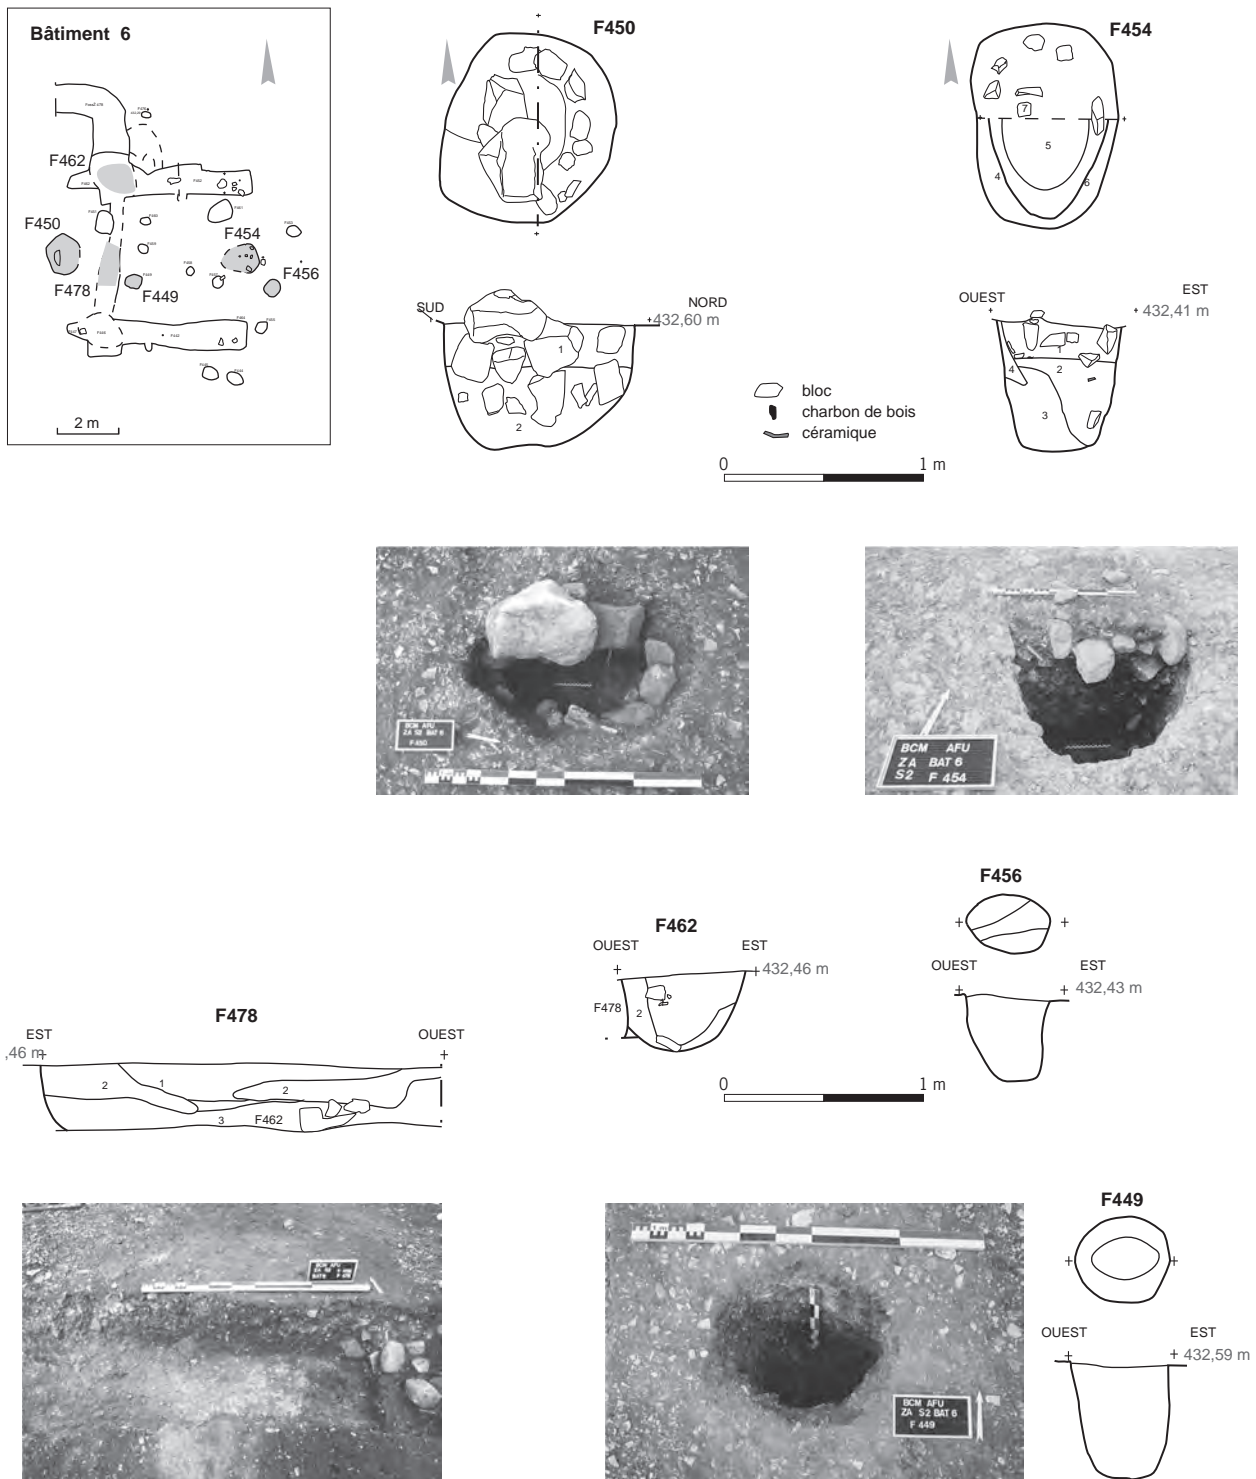 Bâtiment 6
F462
F450
F454
F456
F478
F449
2 m
F450
SUD
NORD
432,60 m
1
2
F454
7
5
4
6
OUEST
EST
432,41 m
1
2
4
3
bloc
charbon de bois
céramique
0
1 m
BCM AFU
ZA S2 BAT 6
F450
BCM AFU
ZA BAT 6
S2 F 454
F478
EST
OUEST
,46 m
2
1
2
3
F462
F462
OUEST
EST
432,46 m
F478
2
0
1 m
F456
OUEST
EST
432,43 m
BCM AFU
BCM AFU
ZA S2 BAT 6
F 449
F449
OUEST
EST
432,59 m